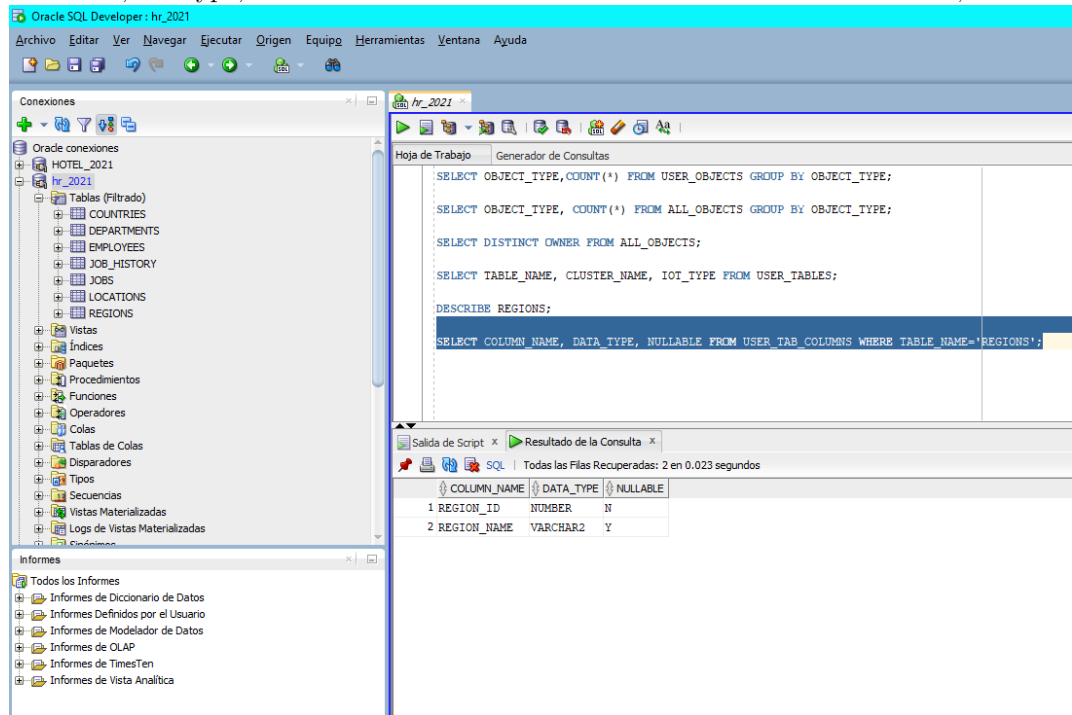 Oracle SQL Developer : hr_2021
Archivo Editar Ver Navegar Ejecutar Origen Equipo Herramientas Ventana Ayuda
Conexiones
Oracle conexiones
HOTEL_2021
hr_2021
Tablas (Filtrado)
COUNTRIES
DEPARTMENTS
EMPLOYEES
JOB_HISTORY
JOBS
LOCATIONS
REGIONS
Vistas
Índices
Paquetes
Procedimientos
Funciones
Operadores
Colas
Tablas de Colas
Disparadores
Tipos
Secuencias
Vistas Materializadas
Logs de Vistas Materializadas
Sinónimos
Informes
Todos los Informes
Informes de Diccionario de Datos
Informes Definidos por el Usuario
Informes de Modelador de Datos
Informes de OLAP
Informes de TimesTen
Informes de Vista Analítica
hr_2021
Hoja de Trabajo Generador de Consultas
SELECT OBJECT_TYPE,COUNT(*) FROM USER_OBJECTS GROUP BY OBJECT_TYPE;
SELECT OBJECT_TYPE, COUNT(*) FROM ALL_OBJECTS GROUP BY OBJECT_TYPE;
SELECT DISTINCT OWNER FROM ALL_OBJECTS;
SELECT TABLE_NAME, CLUSTER_NAME, IOT_TYPE FROM USER_TABLES;
DESCRIBE REGIONS;
SELECT COLUMN_NAME, DATA_TYPE, NULLABLE FROM USER_TAB_COLUMNS WHERE TABLE_NAME='REGIONS';
Salida de Script x Resultado de la Consulta x
SQL | Todas las Filas Recuperadas: 2 en 0.023 segundos
COLUMN_NAME DATA_TYPE NULLABLE
1 REGION_ID NUMBER N
2 REGION_NAME VARCHAR2 Y